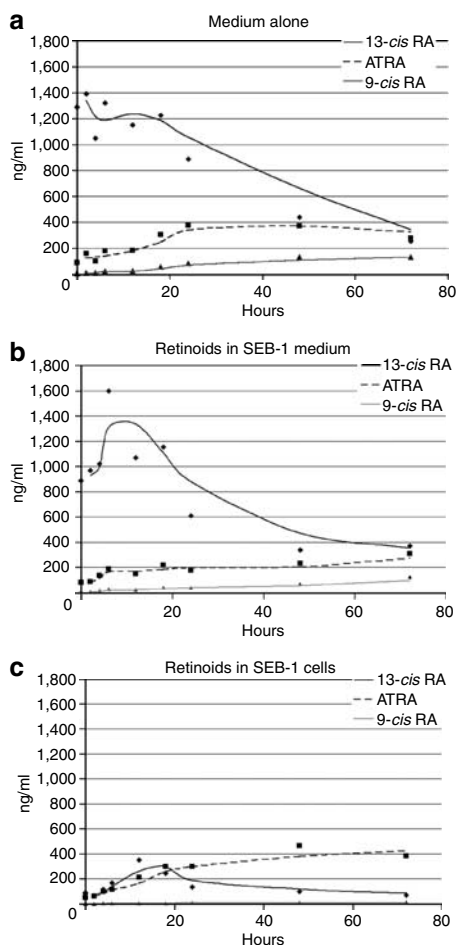 a
Medium alone
1,800
1,600
1,400
1,200
1,000
800
600
400
200
0
ng/ml
13-cis RA
ATRA
9-cis RA
20
40
60
80
Hours
b
Retinoids in SEB-1 medium
1,800
1,600
1,400
1,200
1,000
800
600
400
200
0
ng/ml
13-cis RA
ATRA
9-cis RA
20
40
60
80
Hours
c
Retinoids in SEB-1 cells
1,800
1,600
1,400
1,200
1,000
800
600
400
200
0
ng/ml
13-cis RA
ATRA
9-cis RA
20
40
60
80
Hours